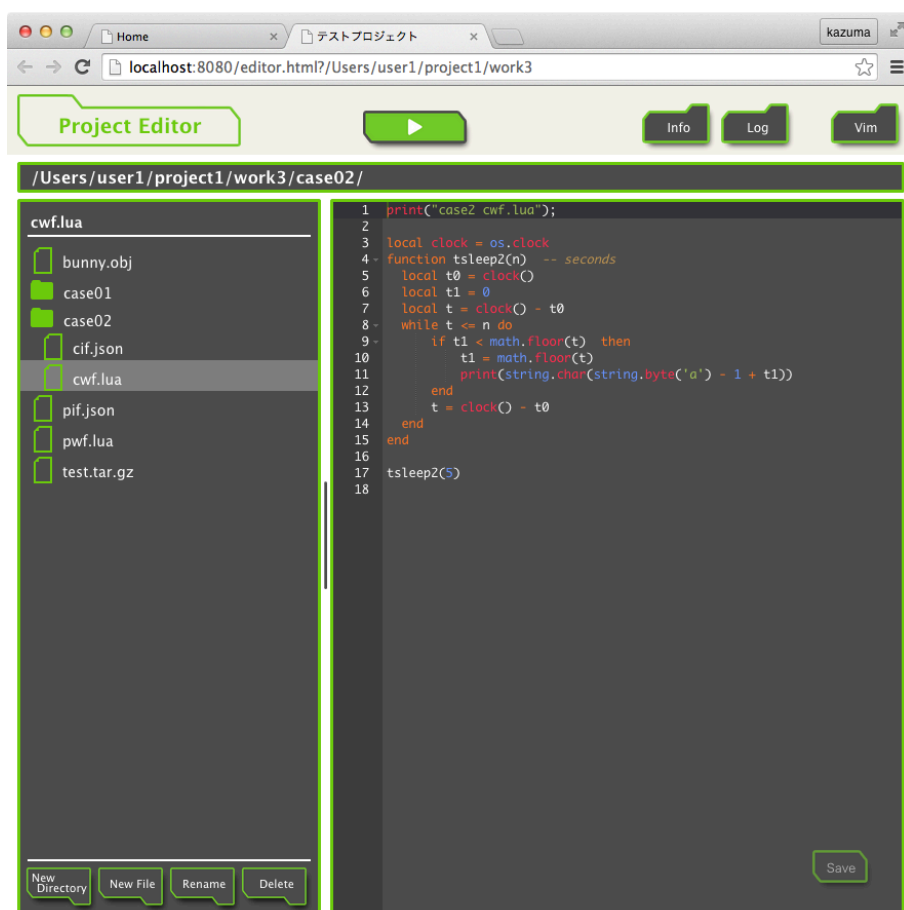 Home
テストプロジェクト
kazuma
localhost:8080/editor.html?/Users/user1/project1/work3
Project Editor
Info
Log
Vim
/Users/user1/project1/work3/case02/
cwf.lua
bunny.obj
case01
case02
cif.json
cwf.lua
pif.json
pwf.lua
test.tar.gz
New Directory
New File
Rename
Delete
1 print("case2 cwf.lua");
2
3 local clock = os.clock
4 function tsleep2(n)  -- seconds
5   local t0 = clock()
6   local t1 = 0
7   local t = clock() - t0
8   while t <= n do
9       if t1 < math.floor(t)  then
10           t1 = math.floor(t)
11           print(string.char(string.byte('a') - 1 + t1))
12       end
13       t = clock() - t0
14   end
15 end
16
17 tsleep2(5)
18
Save